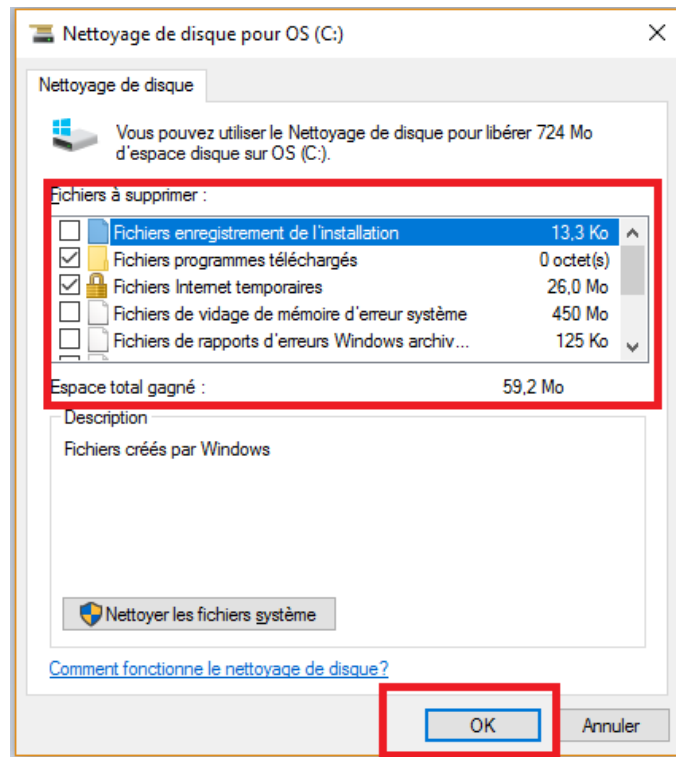 Nettoyage de disque pour OS (C:)
Nettoyage de disque
Vous pouvez utiliser le Nettoyage de disque pour libérer 724 Mo
d'espace disque sur OS (C:).
Fichiers à supprimer :
Fichiers enregistrement de l'installation 13,3 Ko
Fichiers programmes téléchargés 0 octet(s)
Fichiers Internet temporaires 26,0 Mo
Fichiers de vidage de mémoire d'erreur système 450 Mo
Fichiers de rapports d'erreurs Windows archiv... 125 Ko
Espace total gagné : 59,2 Mo
Description
Fichiers créés par Windows
Nettoyer les fichiers système
Comment fonctionne le nettoyage de disque?
OK Annuler